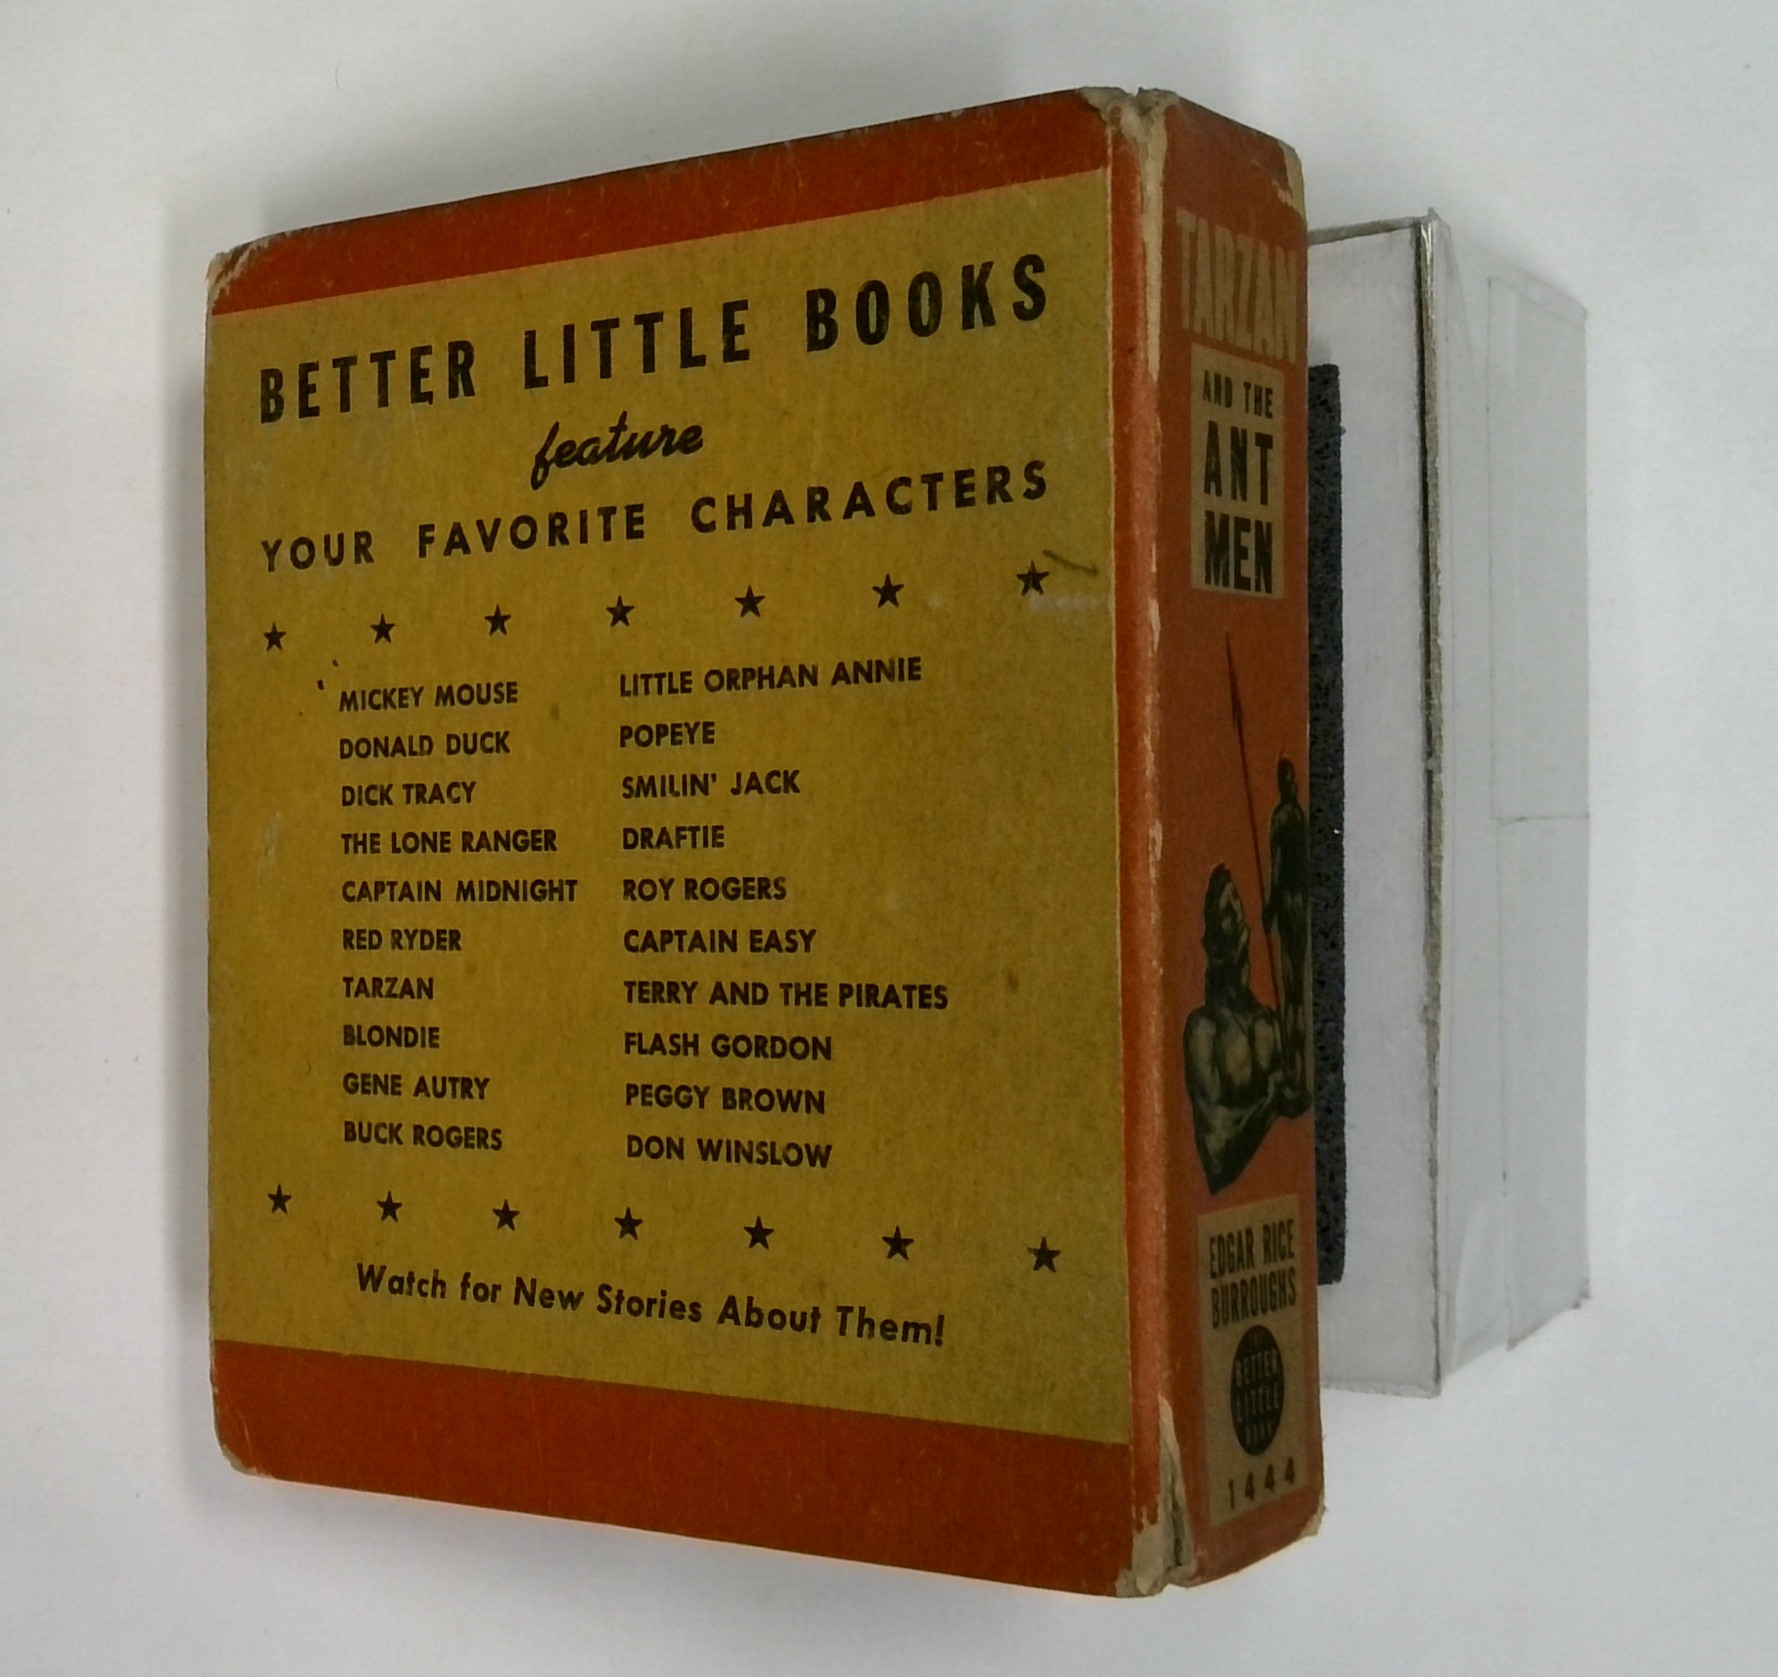 BETTER LITTLE BOOKS
feature
YOUR FAVORITE CHARACTERS
MICKEY MOUSE
DONALD DUCK
DICK TRACY
THE LONE RANGER
CAPTAIN MIDNIGHT
RED RYDER
TARZAN
BLONDIE
GENE AUTRY
BUCK ROGERS
LITTLE ORPHAN ANNIE
POPEYE
SMILIN' JACK
DRAFTIE
ROY ROGERS
CAPTAIN EASY
TERRY AND THE PIRATES
FLASH GORDON
PEGGY BROWN
DON WINSLOW
Watch for New Stories About Them!
TARZAN
AND THE
ANT
MEN
EDGAR RICE
BURROUGHS
THE
BETTER
LITTLE
BOOK
1444